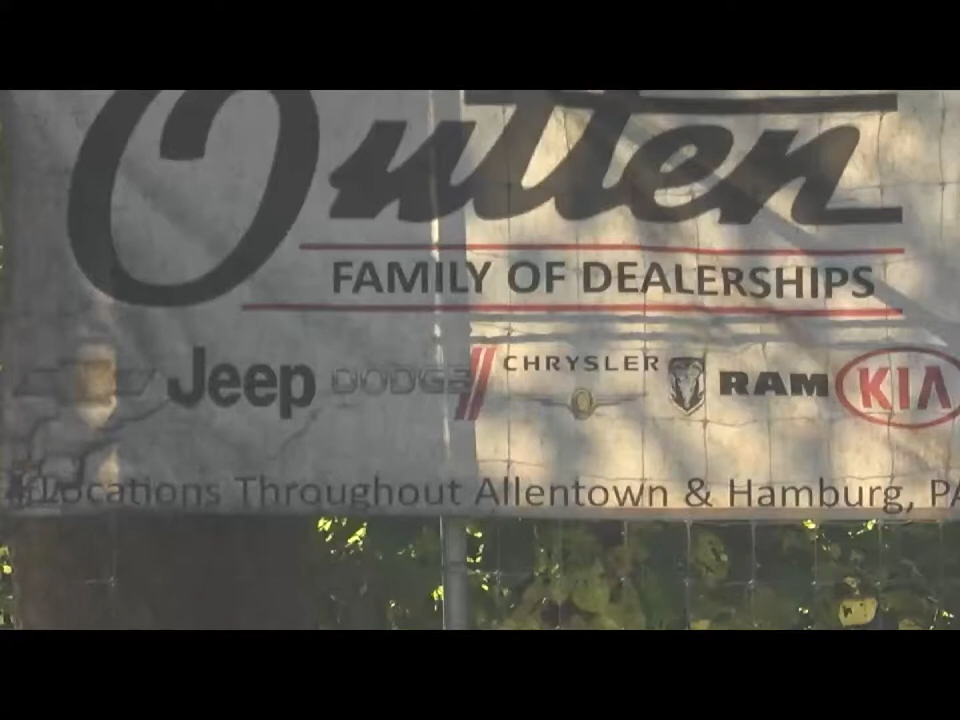 Outten
FAMILY OF DEALERSHIPS
Jeep DODGE CHRYSLER RAM KIA
Locations Throughout Allentown & Hamburg, PA